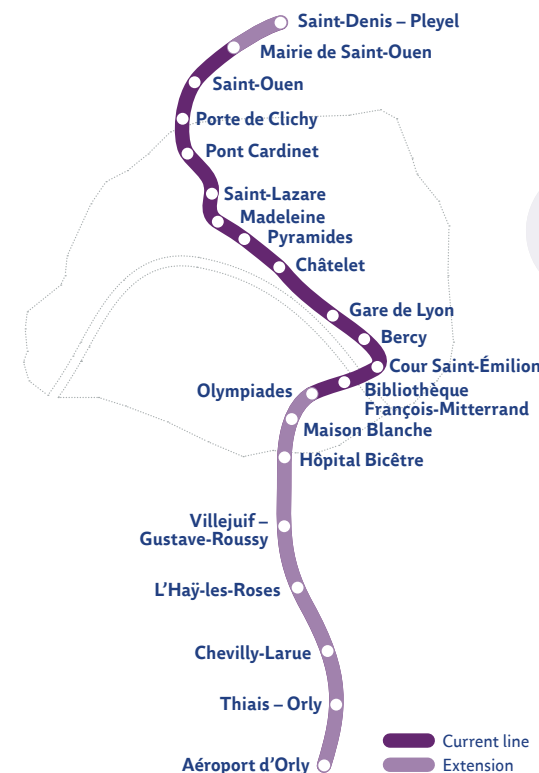 Saint-Denis – Pleyel
Mairie de Saint-Ouen
Saint-Ouen
Porte de Clichy
Pont Cardinet
Saint-Lazare
Madeleine
Pyramides
Châtelet
Gare de Lyon
Bercy
Cour Saint-Émilion
Olympiades
Bibliothèque
François-Mitterrand
Maison Blanche
Hôpital Bicêtre
Villejuif –
Gustave-Roussy
L'Haÿ-les-Roses
Chevilly-Larue
Thiais – Orly
Aéroport d'Orly
Current line
Extension